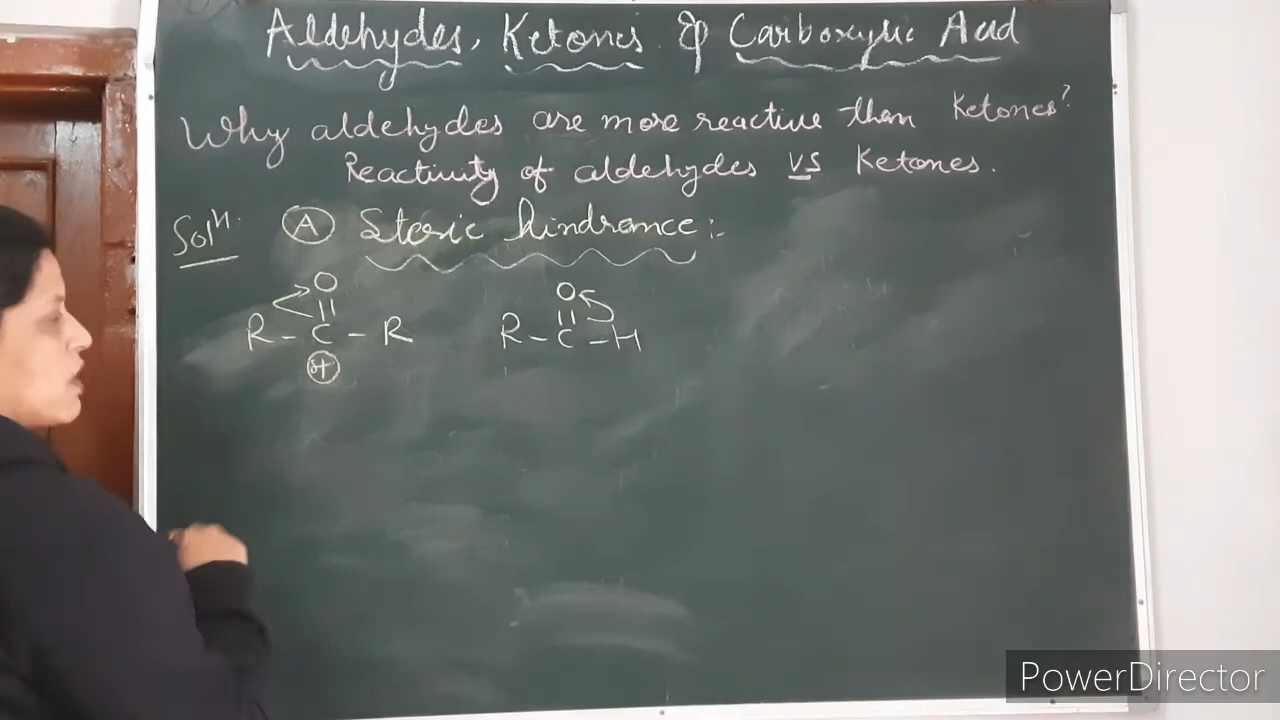 Aldehydes, Ketones & Carboxylic Acid
Why aldehydes are more reactive than Ketones?
Reactivity of aldehydes vs Ketones.
Solⁿ. A Steric hindrance:-
O O
R - C - R R - C - H
δ+
PowerDirector